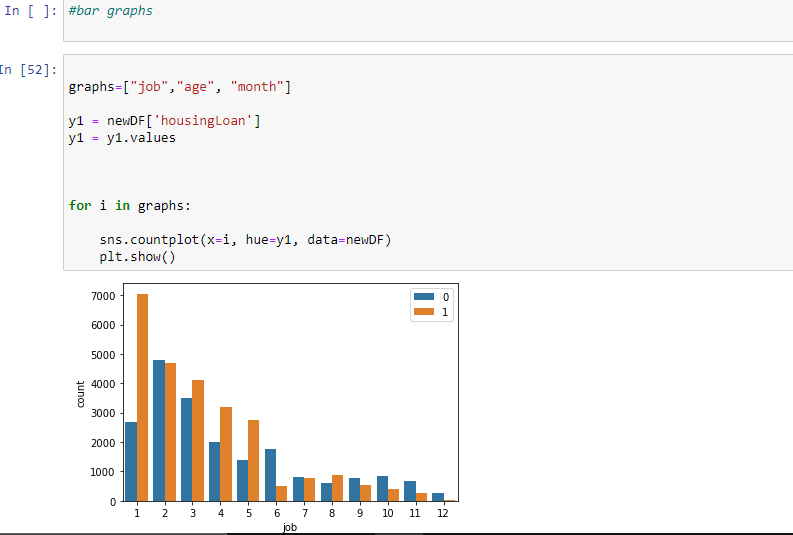 In [ ]: #bar graphs
In [52]:
graphs=["job","age", "month"]
y1 = newDF['housingLoan']
y1 = y1.values
for i in graphs:
sns.countplot(x=i, hue=y1, data=newDF)
plt.show()
0
1
7000
6000
5000
4000
3000
2000
1000
0
count
1 2 3 4 5 6 7 8 9 10 11 12
job